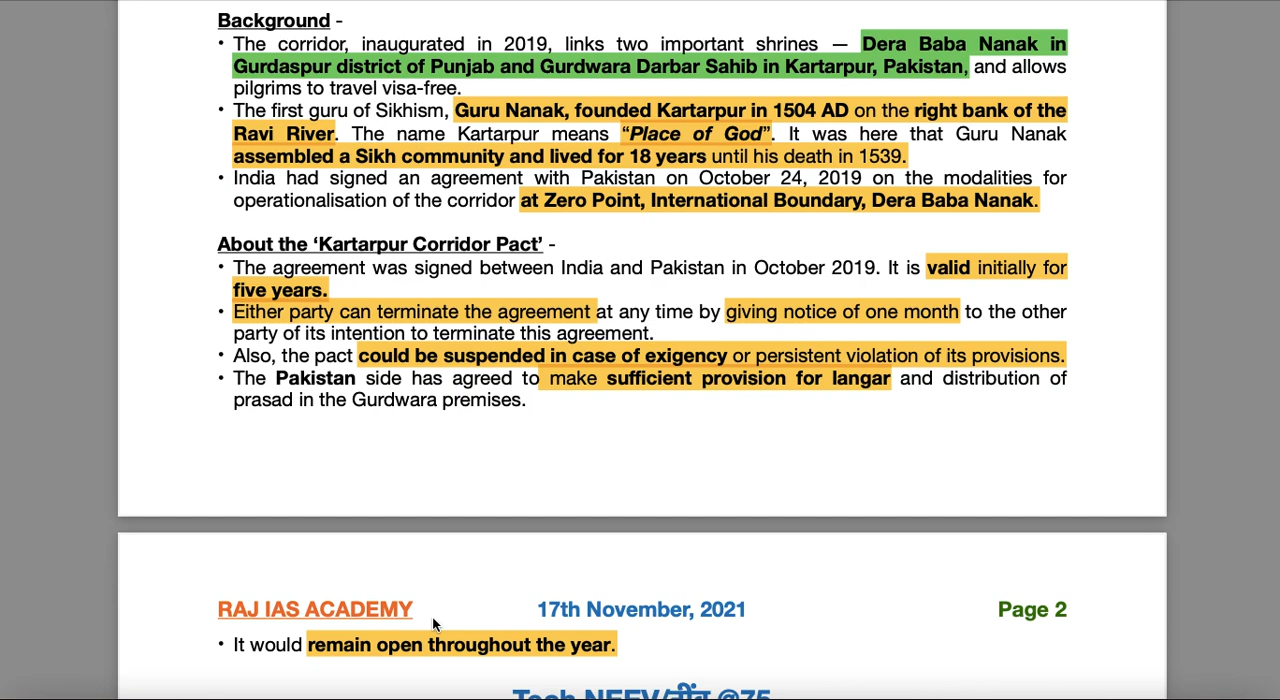 Background -
• The corridor, inaugurated in 2019, links two important shrines — Dera Baba Nanak in
Gurdaspur district of Punjab and Gurdwara Darbar Sahib in Kartarpur, Pakistan, and allows
pilgrims to travel visa-free.
• The first guru of Sikhism, Guru Nanak, founded Kartarpur in 1504 AD on the right bank of the
Ravi River. The name Kartarpur means “Place of God”. It was here that Guru Nanak
assembled a Sikh community and lived for 18 years until his death in 1539.
• India had signed an agreement with Pakistan on October 24, 2019 on the modalities for
operationalisation of the corridor at Zero Point, International Boundary, Dera Baba Nanak.
About the ‘Kartarpur Corridor Pact’ -
• The agreement was signed between India and Pakistan in October 2019. It is valid initially for
five years.
• Either party can terminate the agreement at any time by giving notice of one month to the other
party of its intention to terminate this agreement.
• Also, the pact could be suspended in case of exigency or persistent violation of its provisions.
• The Pakistan side has agreed to make sufficient provision for langar and distribution of
prasad in the Gurdwara premises.
RAJ IAS ACADEMY 17th November, 2021 Page 2
• It would remain open throughout the year.
Tech NEEV/नींव @75